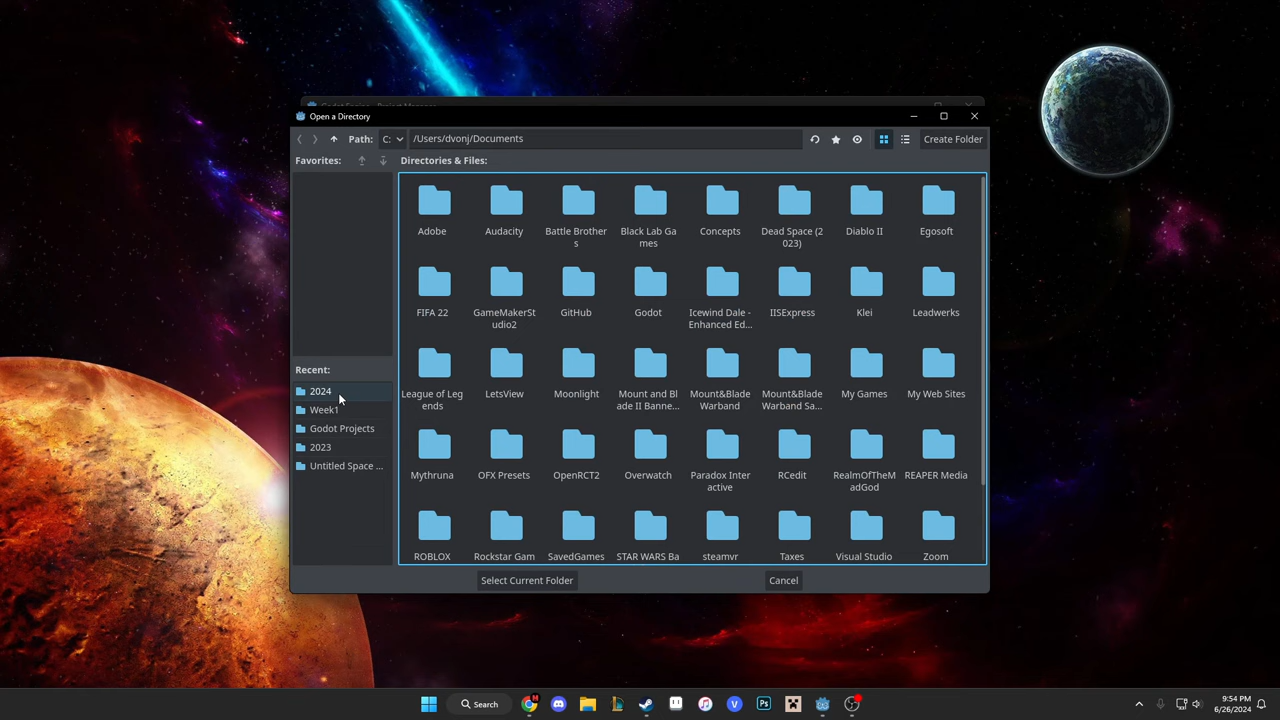 Open a Directory
Path: C: /Users/dvonj/Documents Create Folder
Favorites: Directories & Files:
Adobe Audacity Battle Brother Black Lab Ga Concepts Dead Space (2 Diablo II Egosoft
s mes 023)
FIFA 22 GameMakerSt GitHub Godot Icewind Dale - IISExpress Klei Leadwerks
udio2 Enhanced Ed...
Recent:
2024
Week1
Godot Projects
2023
Untitled Space ...
League of Leg LetsView Moonlight Mount and Bl Mount&Blade Mount&Blade My Games My Web Sites
ends ade II Banne... Warband Warband Sa...
Mythruna OFX Presets OpenRCT2 Overwatch Paradox Inter RCedit RealmOfTheM REAPER Media
active adGod
ROBLOX Rockstar Gam SavedGames STAR WARS Ba steamvr Taxes Visual Studio Zoom
Select Current Folder Cancel
Search
9:54 PM
6/26/2024